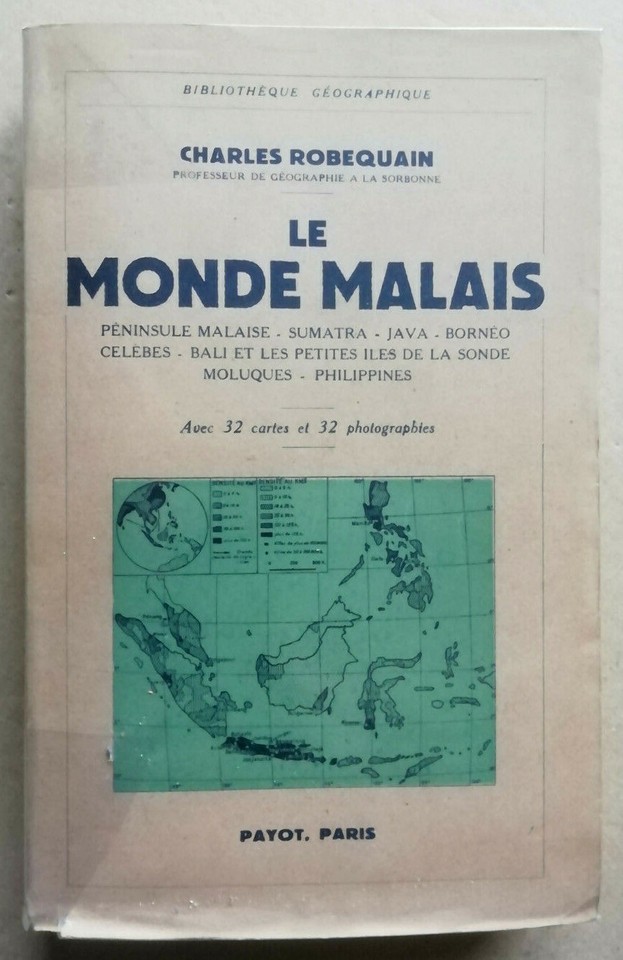 BIBLIOTHÈQUE GÉOGRAPHIQUE
CHARLES ROBEQUAIN
PROFESSEUR DE GÉOGRAPHIE A LA SORBONNE
LE
MONDE MALAIS
PÉNINSULE MALAISE - SUMATRA - JAVA - BORNÉO
CÉLÈBES - BALI ET LES PETITES ILES DE LA SONDE
MOLUQUES - PHILIPPINES
Avec 32 cartes et 32 photographies
PAYOT, PARIS